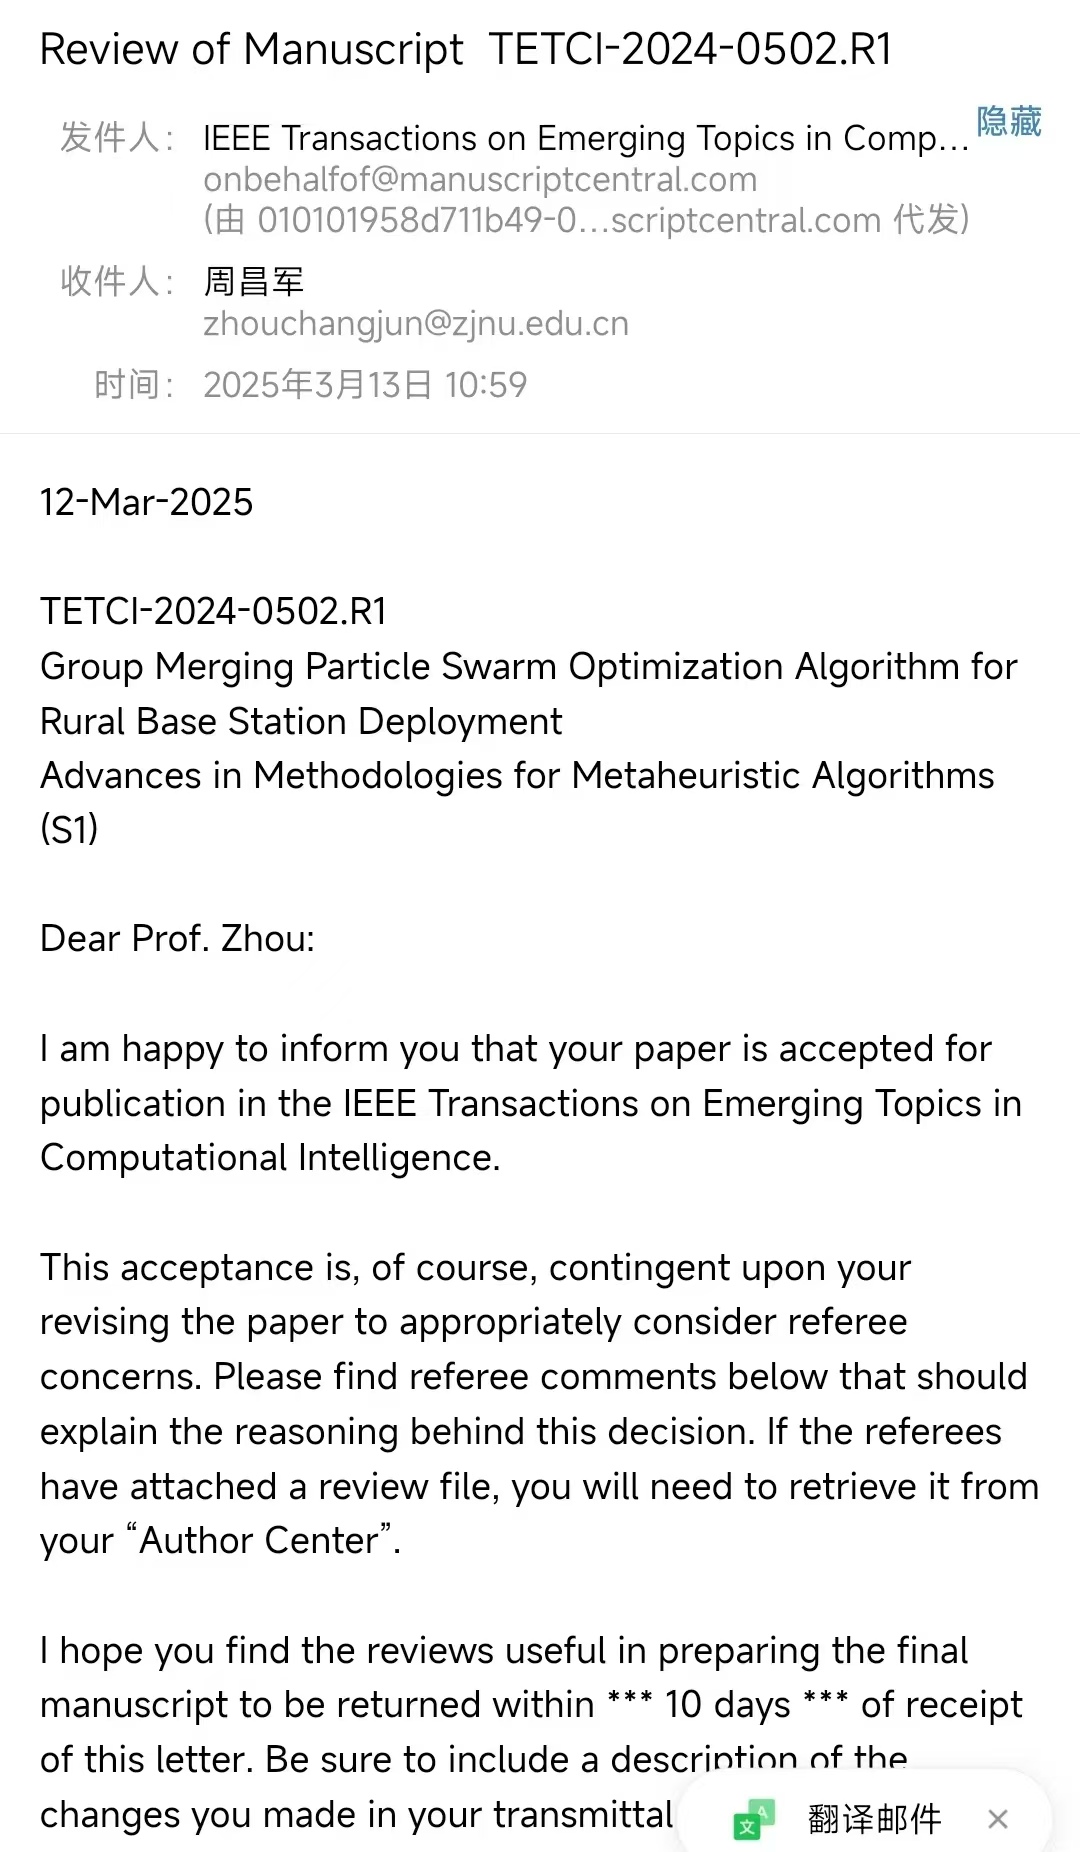 Review of Manuscript TETCI-2024-0502.R1
隐藏
发件人: IEEE Transactions on Emerging Topics in Comp...
onbehalfof@manuscriptcentral.com
(由 010101958d711b49-0...scriptcentral.com 代发)
收件人: 周昌军
zhouchangjun@zjnu.edu.cn
时间: 2025年3月13日 10:59
12-Mar-2025
TETCI-2024-0502.R1
Group Merging Particle Swarm Optimization Algorithm for
Rural Base Station Deployment
Advances in Methodologies for Metaheuristic Algorithms
(S1)
Dear Prof. Zhou:
I am happy to inform you that your paper is accepted for
publication in the IEEE Transactions on Emerging Topics in
Computational Intelligence.
This acceptance is, of course, contingent upon your
revising the paper to appropriately consider referee
concerns. Please find referee comments below that should
explain the reasoning behind this decision. If the referees
have attached a review file, you will need to retrieve it from
your “Author Center”.
I hope you find the reviews useful in preparing the final
manuscript to be returned within *** 10 days *** of receipt
of this letter. Be sure to include a description of the
changes you made in your transmittal
文 A 翻译邮件 ×